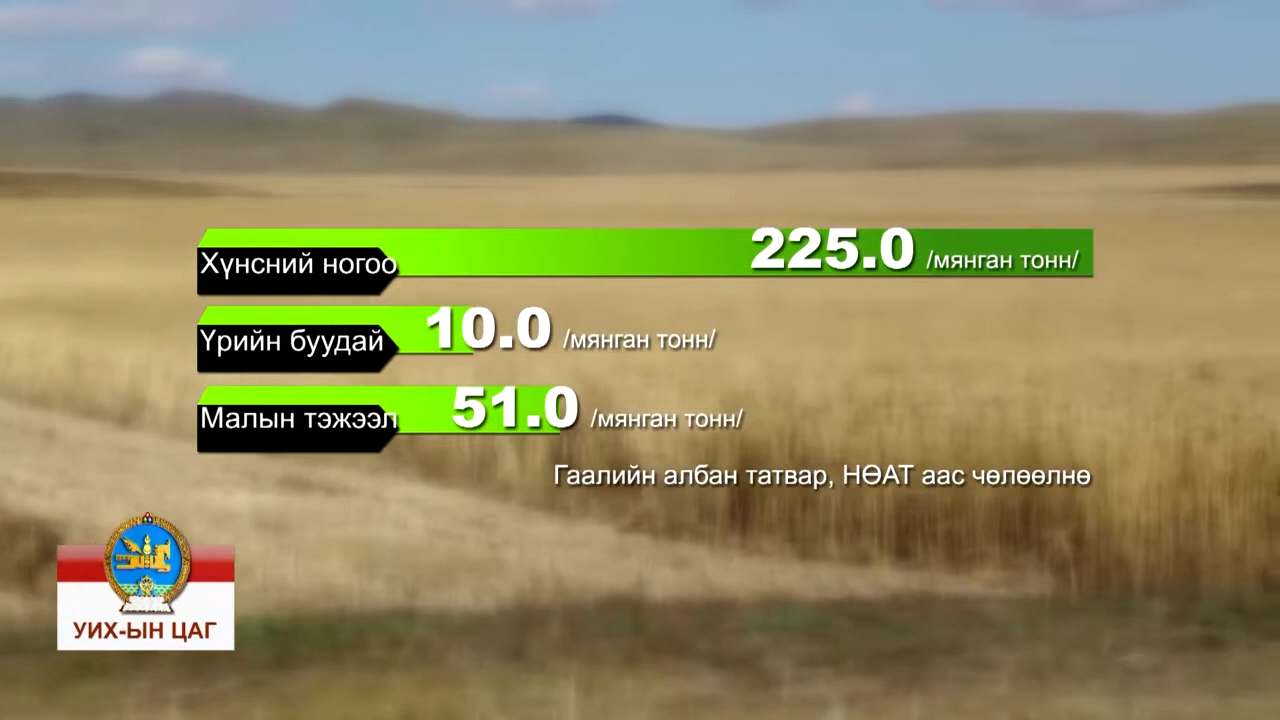 Хүнсний ногоо 225.0 /мянган тонн/
Үрийн буудай 10.0 /мянган тонн/
Малын тэжээл 51.0 /мянган тонн/
Гаалийн албан татвар, НӨАТ аас чөлөөлнө
УИХ-ЫН ЦАГ